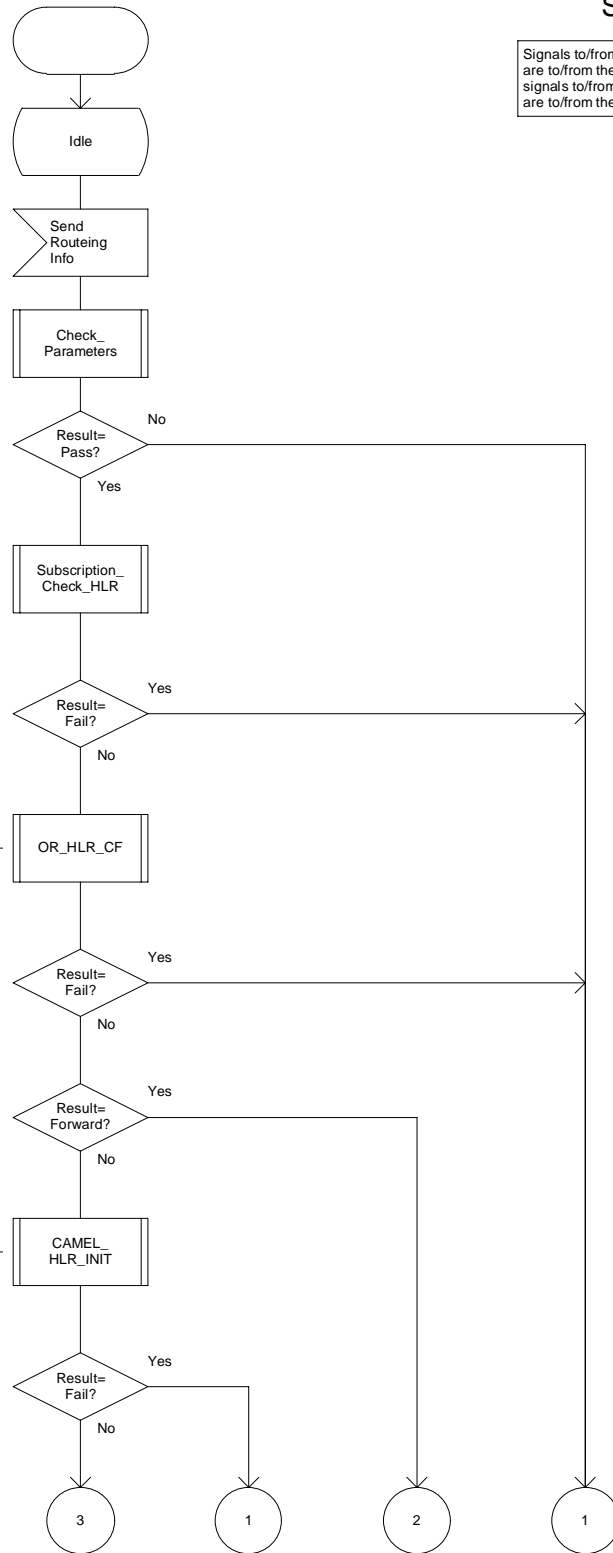 S
Signals to/from
are to/from the
signals to/from
are to/from the
Idle
Send
Routeing
Info
Check_
Parameters
No
Result=
Pass?
Yes
Subscription_
Check_HLR
Yes
Result=
Fail?
No
OR_HLR_CF
Yes
Result=
Fail?
No
Yes
Result=
Forward?
No
CAMEL_
HLR_INIT
Yes
Result=
Fail?
No
3
1
2
1